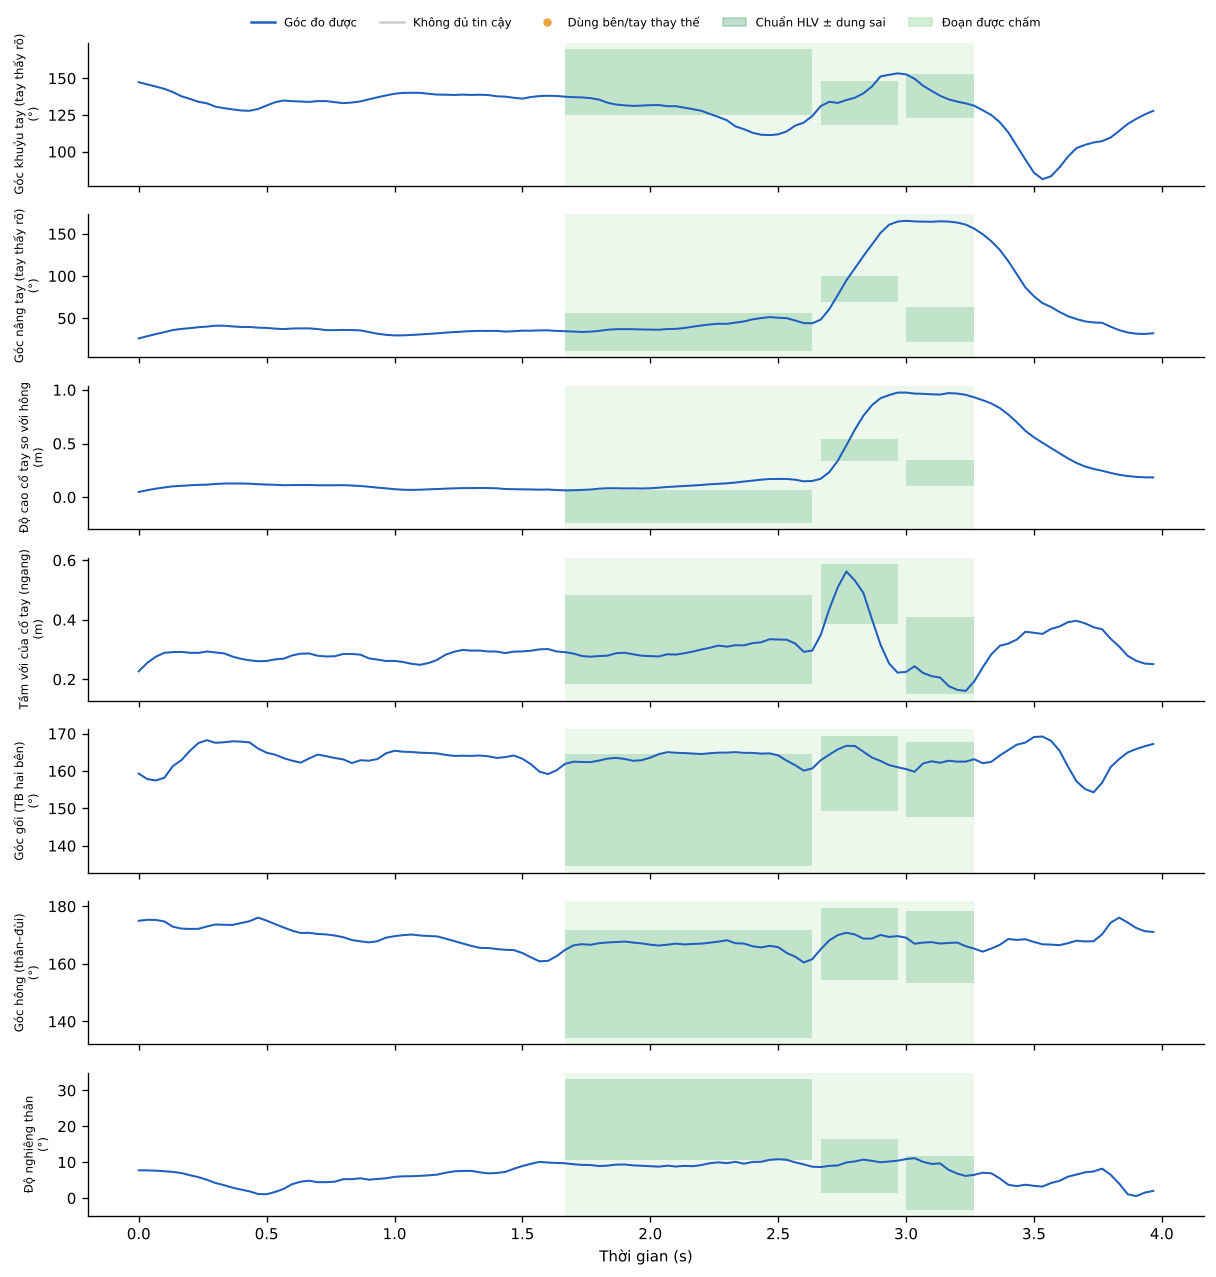 Góc đo được
Không đủ tin cậy
Dùng bên/tay thay thế
Chuẩn HLV ± dung sai
Đoạn được chấm
Góc khuỷu tay (tay thấy rõ)
(°)
150
125
100
Góc nâng tay (tay thấy rõ)
(°)
150
100
50
Độ cao cổ tay so với hông
(m)
1.0
0.5
0.0
Tầm với của cổ tay (ngang)
(m)
0.6
0.4
0.2
Góc gối (TB hai bên)
(°)
170
160
150
140
Góc hông (thân–đùi)
(°)
180
160
140
Độ nghiêng thân
(°)
30
20
10
0
0.0
0.5
1.0
1.5
2.0
2.5
3.0
3.5
4.0
Thời gian (s)